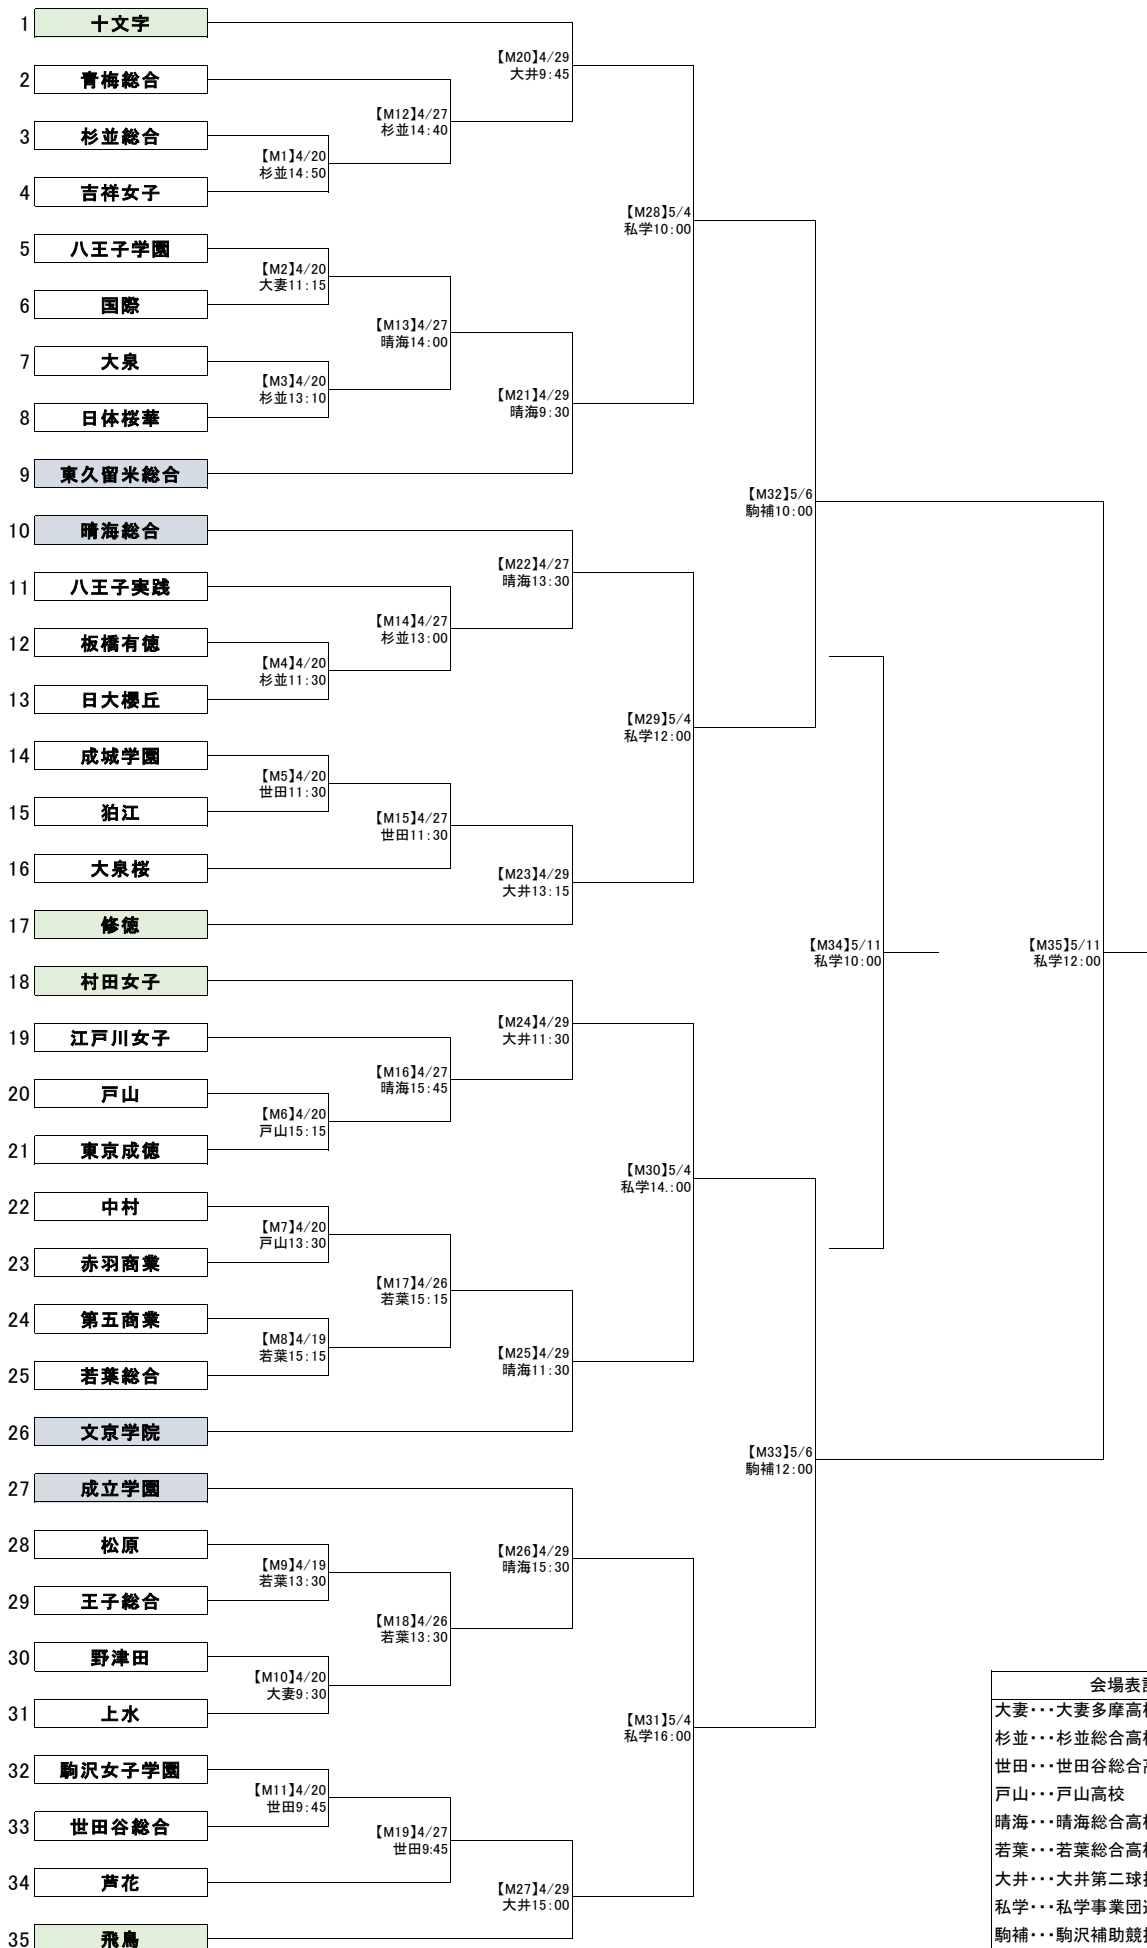 1 十文字
【M20】4/29
大井9:45
2 青梅総合
【M12】4/27
杉並14:40
3 杉並総合
【M1】4/20
杉並14:50
4 吉祥女子
【M28】5/4
私学10:00
5 八王子学園
【M2】4/20
大妻11:15
6 国際
【M13】4/27
晴海14:00
7 大泉
【M3】4/20
杉並13:10
【M21】4/29
晴海9:30
8 日体桜華
9 東久留米総合
【M32】5/6
駒補10:00
10 晴海総合
【M22】4/27
晴海13:30
11 八王子実践
【M14】4/27
杉並13:00
12 板橋有徳
【M4】4/20
杉並11:30
13 日大櫻丘
【M29】5/4
私学12:00
14 成城学園
【M5】4/20
世田11:30
15 狛江
【M15】4/27
世田11:30
16 大泉桜
【M23】4/29
大井13:15
17 修徳
【M34】5/11
私学10:00
【M35】5/11
私学12:00
18 村田女子
【M24】4/29
大井11:30
19 江戸川女子
【M16】4/27
晴海15:45
20 戸山
【M6】4/20
戸山15:15
21 東京成徳
【M30】5/4
私学14.:00
22 中村
【M7】4/20
戸山13:30
23 赤羽商業
【M17】4/26
若葉15:15
24 第五商業
【M8】4/19
若葉15:15
【M25】4/29
晴海11:30
25 若葉総合
26 文京学院
【M33】5/6
駒補12:00
27 成立学園
28 松原
【M26】4/29
晴海15:30
【M9】4/19
若葉13:30
29 王子総合
【M18】4/26
若葉13:30
30 野津田
【M10】4/20
大妻9:30
31 上水
【M31】5/4
私学16:00
32 駒沢女子学園
【M11】4/20
世田9:45
33 世田谷総合
【M19】4/27
世田9:45
34 芦花
【M27】4/29
大井15:00
35 飛鳥
会場表
大妻･･･大妻多摩高
杉並･･･杉並総合高
世田･･･世田谷総合
戸山･･･戸山高校
晴海･･･晴海総合高
若葉･･･若葉総合高
大井･･･大井第二球
私学･･･私学事業団
駒補･･･駒沢補助競